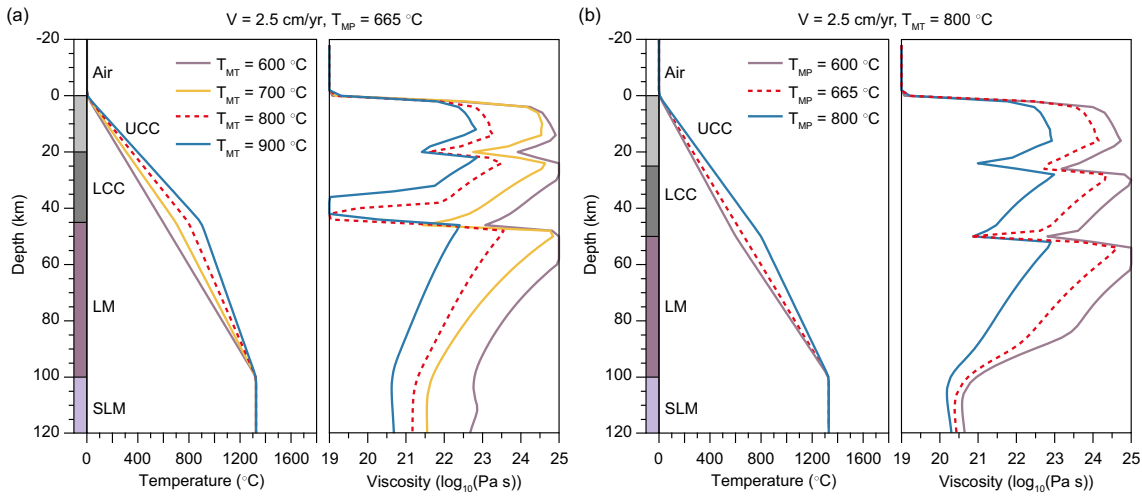 (a)
V = 2.5 cm/yr, T_MP = 665 °C
-20
0
20
40
60
80
100
120
Depth (km)
Air
UCC
LCC
LM
SLM
T_MT = 600 °C
T_MT = 700 °C
T_MT = 800 °C
T_MT = 900 °C
0 400 800 1200 1600
Temperature (°C)
19 20 21 22 23 24 25
Viscosity (log10(Pa s))
(b)
V = 2.5 cm/yr, T_MT = 800 °C
-20
0
20
40
60
80
100
120
Depth (km)
Air
UCC
LCC
LM
SLM
T_MP = 600 °C
T_MP = 665 °C
T_MP = 800 °C
0 400 800 1200 1600
Temperature (°C)
19 20 21 22 23 24 25
Viscosity (log10(Pa s))